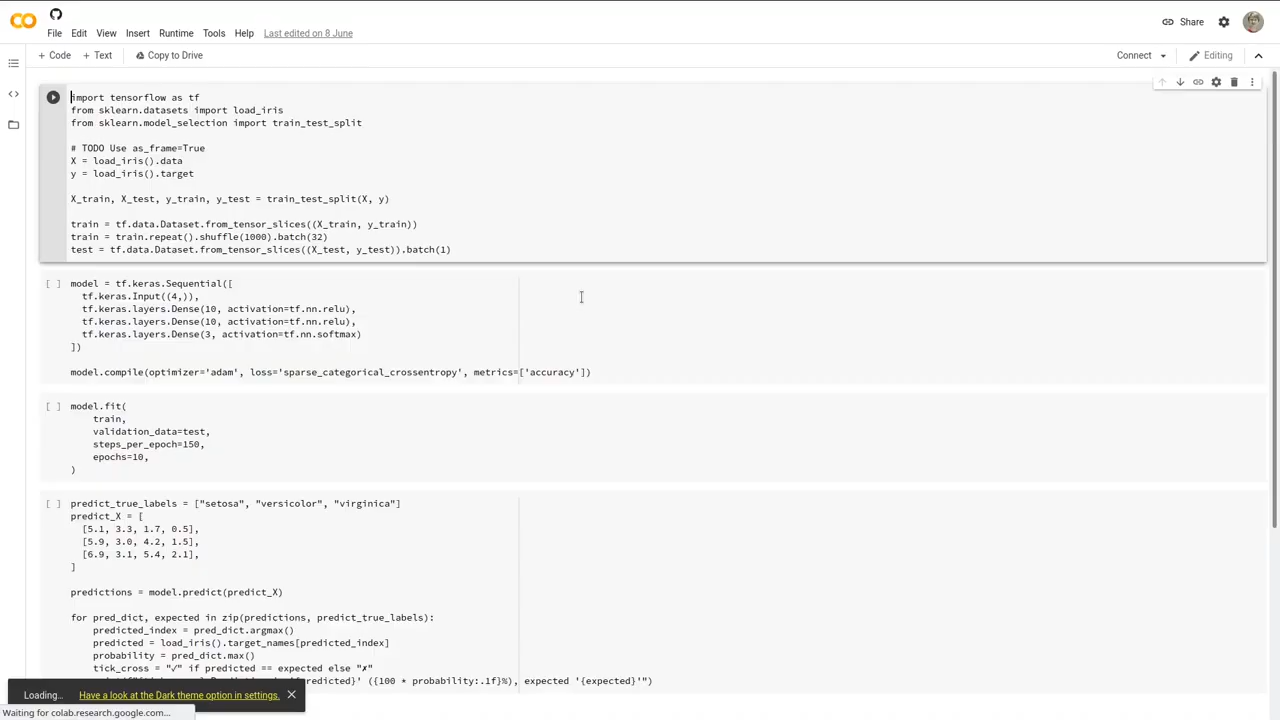 File Edit View Insert Runtime Tools Help Last edited on 8 June
Share
+ Code + Text Copy to Drive
Connect
Editing
import tensorflow as tf
from sklearn.datasets import load_iris
from sklearn.model_selection import train_test_split
# TODO Use as_frame=True
X = load_iris().data
y = load_iris().target
X_train, X_test, y_train, y_test = train_test_split(X, y)
train = tf.data.Dataset.from_tensor_slices((X_train, y_train))
train = train.repeat().shuffle(1000).batch(32)
test = tf.data.Dataset.from_tensor_slices((X_test, y_test)).batch(1)
[ ] model = tf.keras.Sequential([
tf.keras.Input((4,)),
tf.keras.layers.Dense(10, activation=tf.nn.relu),
tf.keras.layers.Dense(10, activation=tf.nn.relu),
tf.keras.layers.Dense(3, activation=tf.nn.softmax)
])
model.compile(optimizer='adam', loss='sparse_categorical_crossentropy', metrics=['accuracy'])
[ ] model.fit(
train,
validation_data=test,
steps_per_epoch=150,
epochs=10,
)
[ ] predict_true_labels = ["setosa", "versicolor", "virginica"]
predict_X = [
[5.1, 3.3, 1.7, 0.5],
[5.9, 3.0, 4.2, 1.5],
[6.9, 3.1, 5.4, 2.1],
]
predictions = model.predict(predict_X)
for pred_dict, expected in zip(predictions, predict_true_labels):
predicted_index = pred_dict.argmax()
predicted = load_iris().target_names[predicted_index]
probability = pred_dict.max()
tick_cross = "✓" if predicted == expected else "✗"
' ({100 * probability:.1f}%), expected '{expected}'")
Loading... Have a look at the Dark theme option in settings.
Waiting for colab.research.google.com...